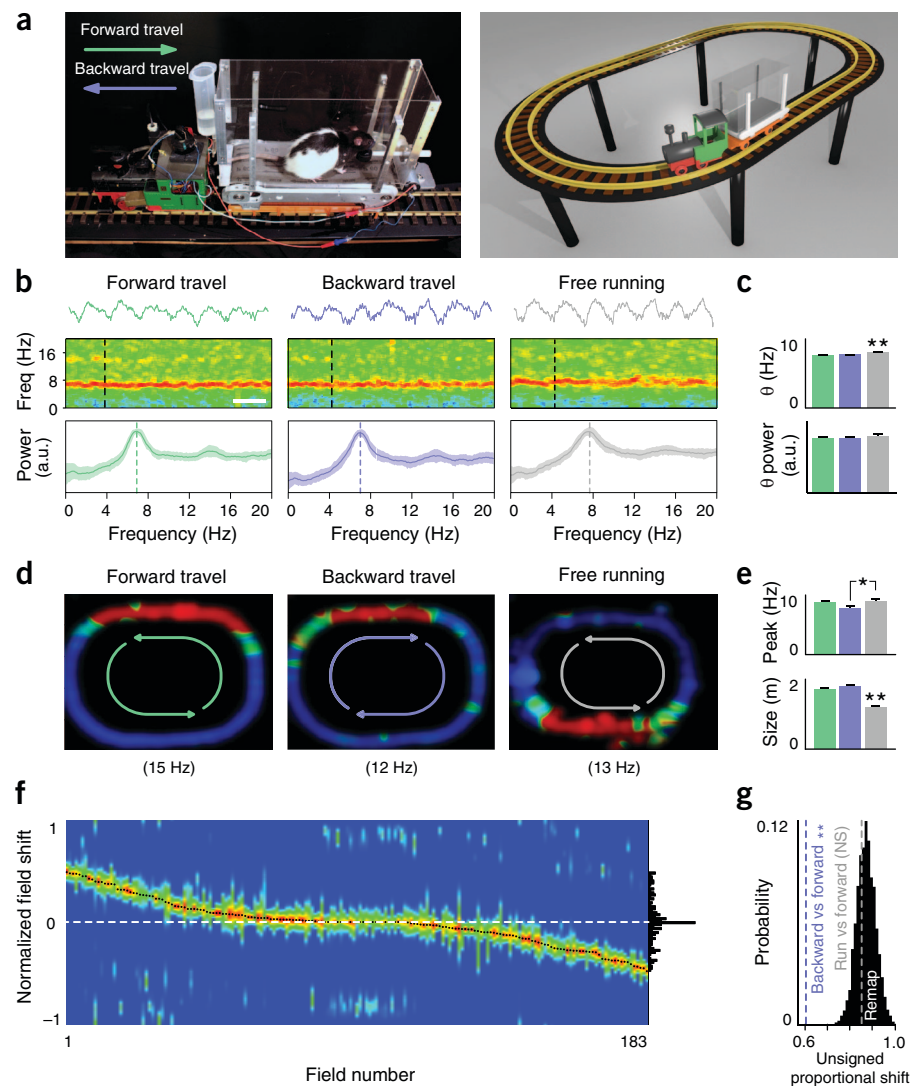 a
Forward travel
Backward travel
b
Forward travel
Backward travel
Free running
Freq (Hz)
16
8
0
Power
(a.u.)
0 4 8 12 16 20
0 4 8 12 16 20
0 4 8 12 16 20
Frequency (Hz)
Frequency (Hz)
Frequency (Hz)
c
θ (Hz)
10
0
**
θ power
(a.u.)
d
Forward travel
Backward travel
Free running
(15 Hz)
(12 Hz)
(13 Hz)
e
Peak (Hz)
10
0
*
Size (m)
2
0
**
f
Normalized field shift
1
0
–1
1
183
Field number
g
Probability
0.12
0
Backward vs forward **
Run vs forward (NS)
Remap
0.6
1.0
Unsigned
proportional shift